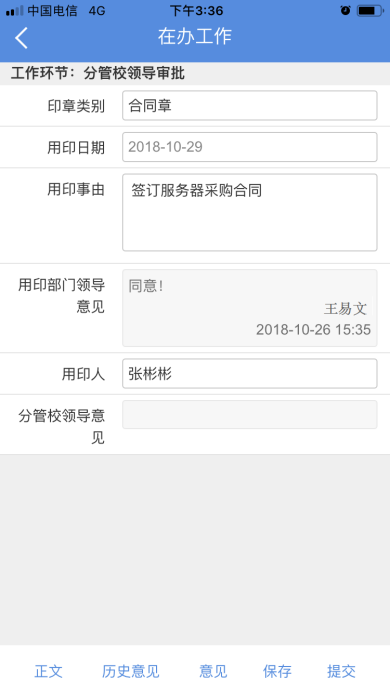 中国电信 4G 下午3:36
在办工作
工作环节：分管校领导审批
印章类别 合同章
用印日期 2018-10-29
用印事由 签订服务器采购合同
用印部门领导意见 同意！
王易文
2018-10-26 15:35
用印人 张彬彬
分管校领导意见
正文 历史意见 意见 保存 提交